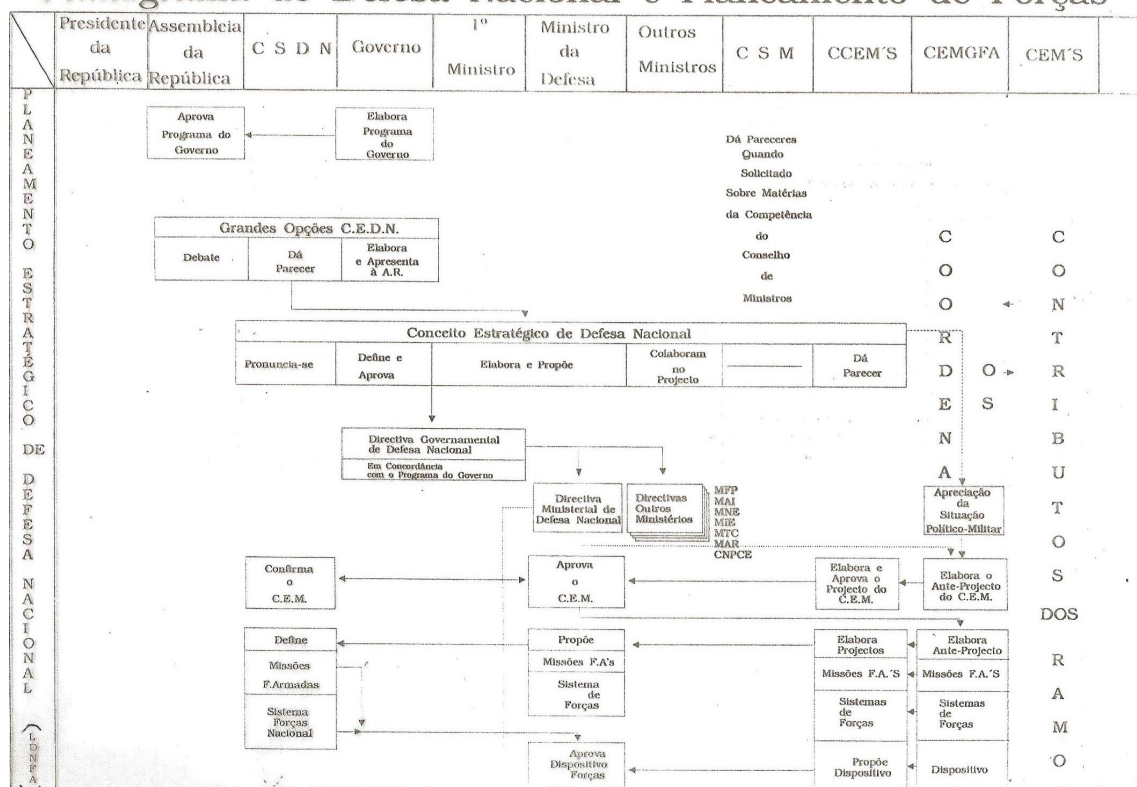 de Defesa Nacional e Planeamento de Forças
Presidente da República
Assembleia da República
C S D N
Governo
1º Ministro
Ministro da Defesa
Outros Ministros
C S M
CCEM'S
CEMGFA
CEM'S
PLANEAMENTO ESTRATÉGICO DE DEFESA NACIONAL
(LDNFA)
Aprova
Programa do
Governo
Elabora
Programa
do
Governo
Dá Pareceres
Quando
Solicitado
Sobre Matérias
da Competência
do
Conselho
de
Ministros
Grandes Opções C.E.D.N.
Debate
Dá
Parecer
Elabora
e Apresenta
à A.R.
Conceito Estratégico de Defesa Nacional
Pronuncia-se
Define e
Aprova
Elabora e Propõe
Colaboram
no
Projecto
Dá
Parecer
COORDENA
OS
CONTRIBUTOS
DOS
RAMO
Directiva Governamental
de Defesa Nacional
Em Concordância
com o Programa do Governo
Directiva
Ministerial de
Defesa Nacional
Directivas
Outros
Ministérios
MFP
MAI
MNE
MIE
MTC
MAR
CNPCE
Apreciação
da
Situação
Político-Militar
Confirma
o
C.E.M.
Aprova
o
C.E.M.
Elabora e
Aprova o
Projecto do
C.E.M.
Elabora o
Ante-Projecto
do C.E.M.
Define
Missões
F.Armadas
Sistema
Forças
Nacional
Propõe
Missões F.A's
Sistema
de
Forças
Elabora
Projectos
Missões F.A.'S
Sistemas
de
Forças
Elabora
Ante-Projecto
Missões F.A.'S
Sistemas
de
Forças
Aprova
Dispositivo
Forças
Propõe
Dispositivo
Dispositivo